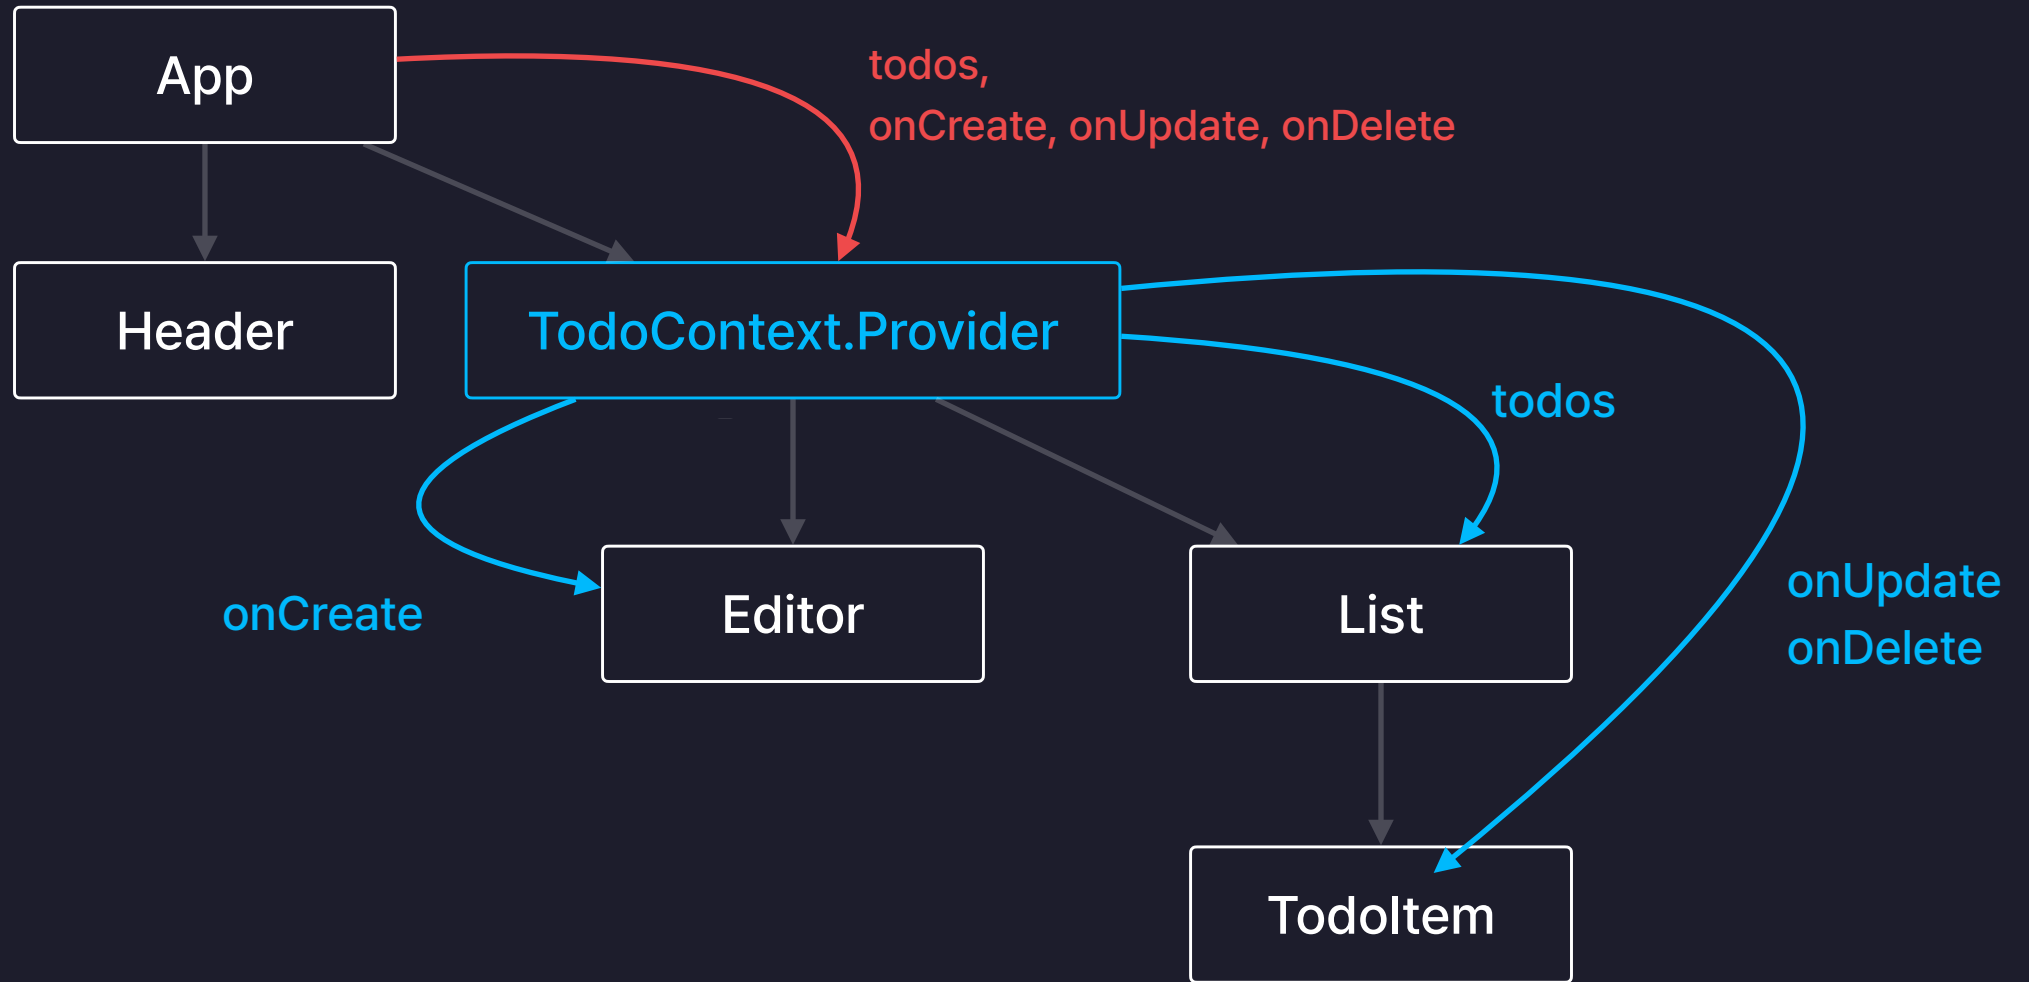 App
todos,
onCreate, onUpdate, onDelete
Header
TodoContext.Provider
todos
onCreate
Editor
List
onUpdate
onDelete
TodoItem